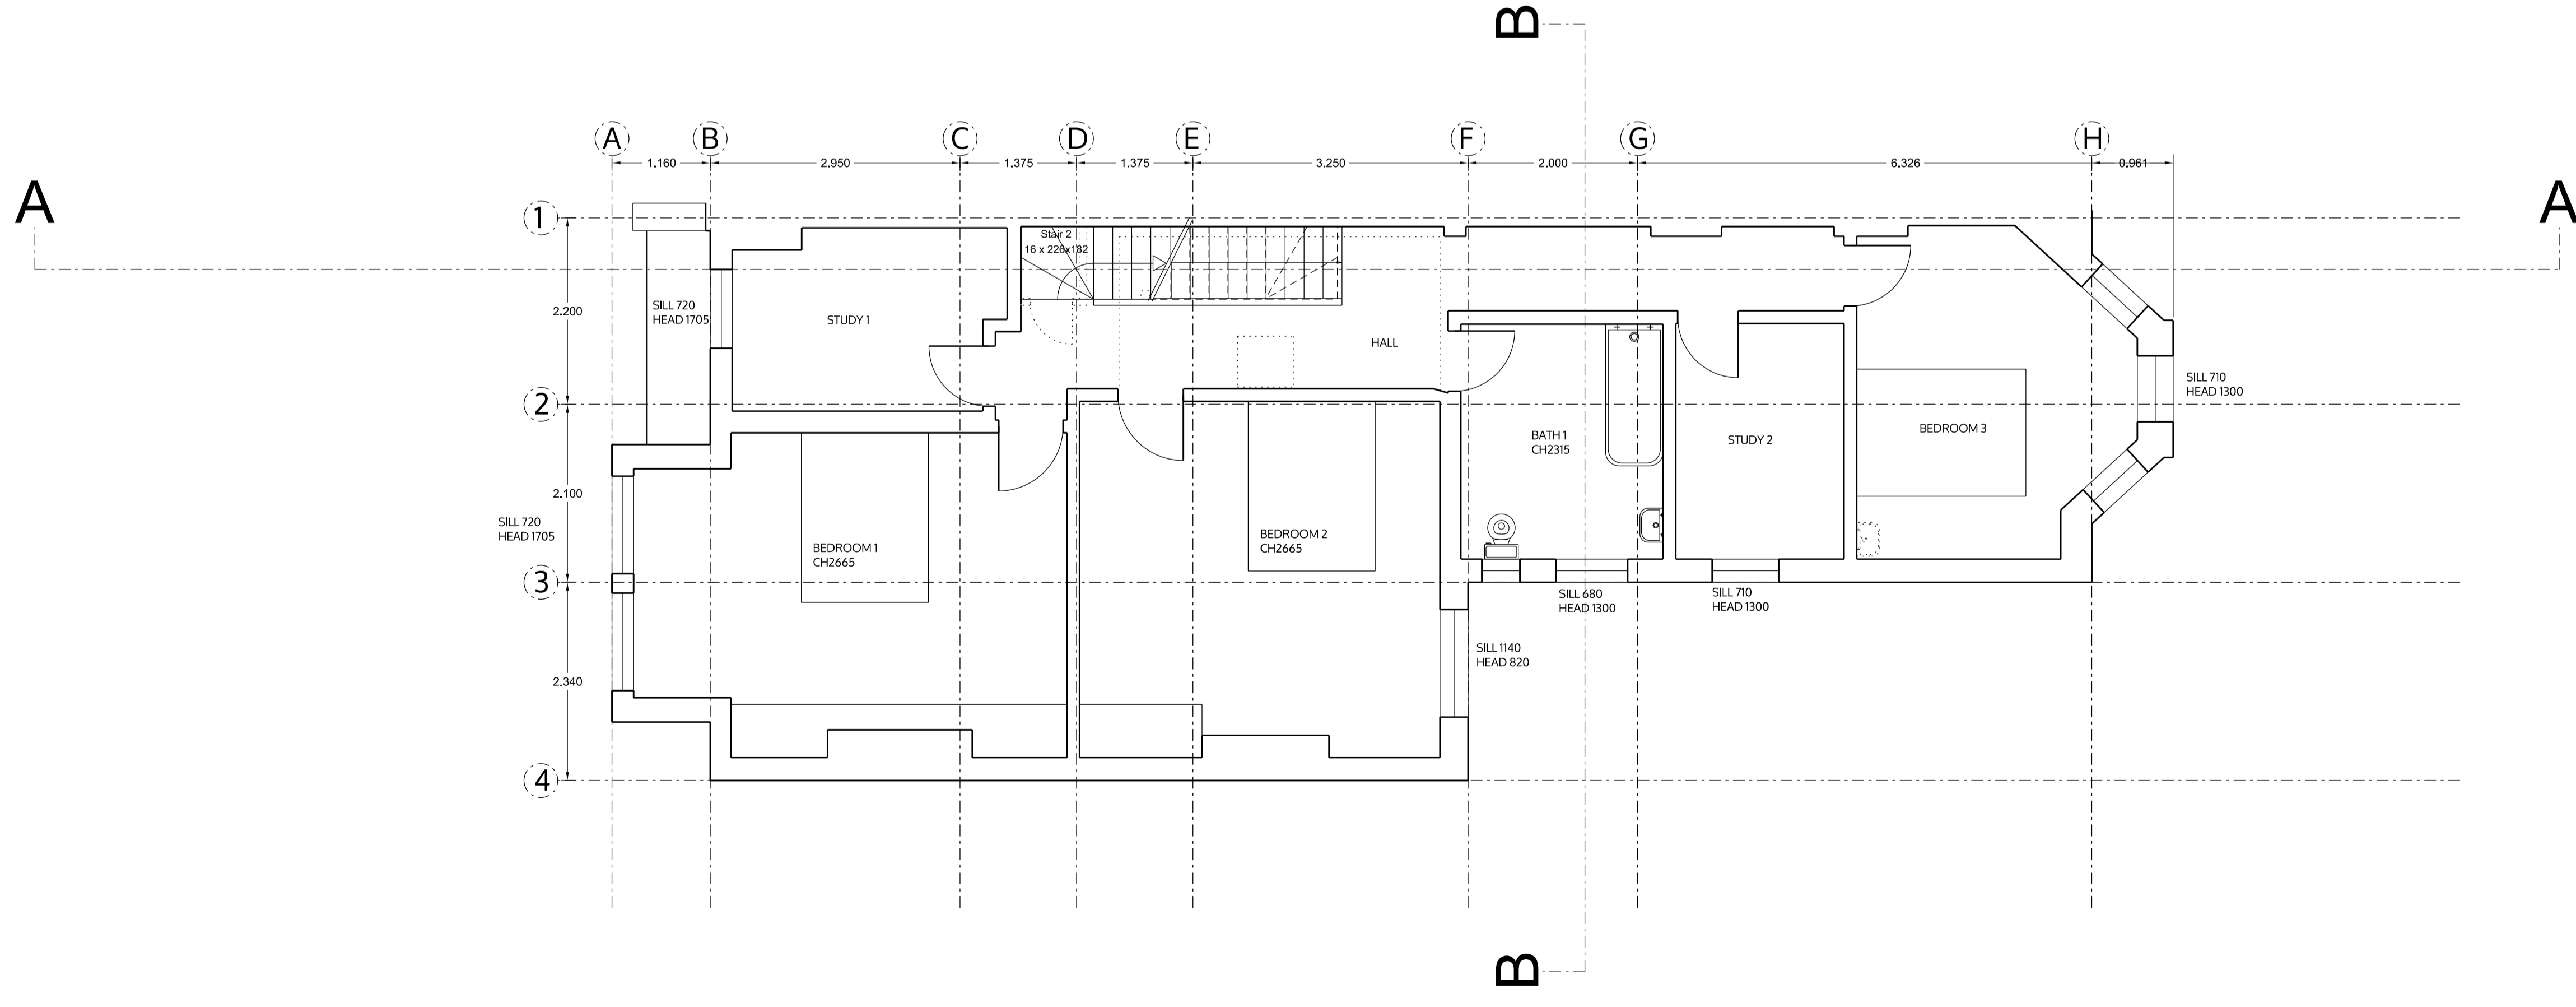 B
A B C D E F G H
1.160 2.950 1.375 1.375 3.250 2.000 6.326 0.961
A A
1
Stair 2
16 x 226x182
2.200
SILL 720
HEAD 1705
STUDY 1
HALL
SILL 710
HEAD 1300
2
BEDROOM 3
BATH 1
CH2315
STUDY 2
2.100
SILL 720
HEAD 1705
BEDROOM 1
CH2665
BEDROOM 2
CH2665
3
SILL 680
HEAD 1300
SILL 710
HEAD 1300
SILL 1140
HEAD 820
2.340
4
B